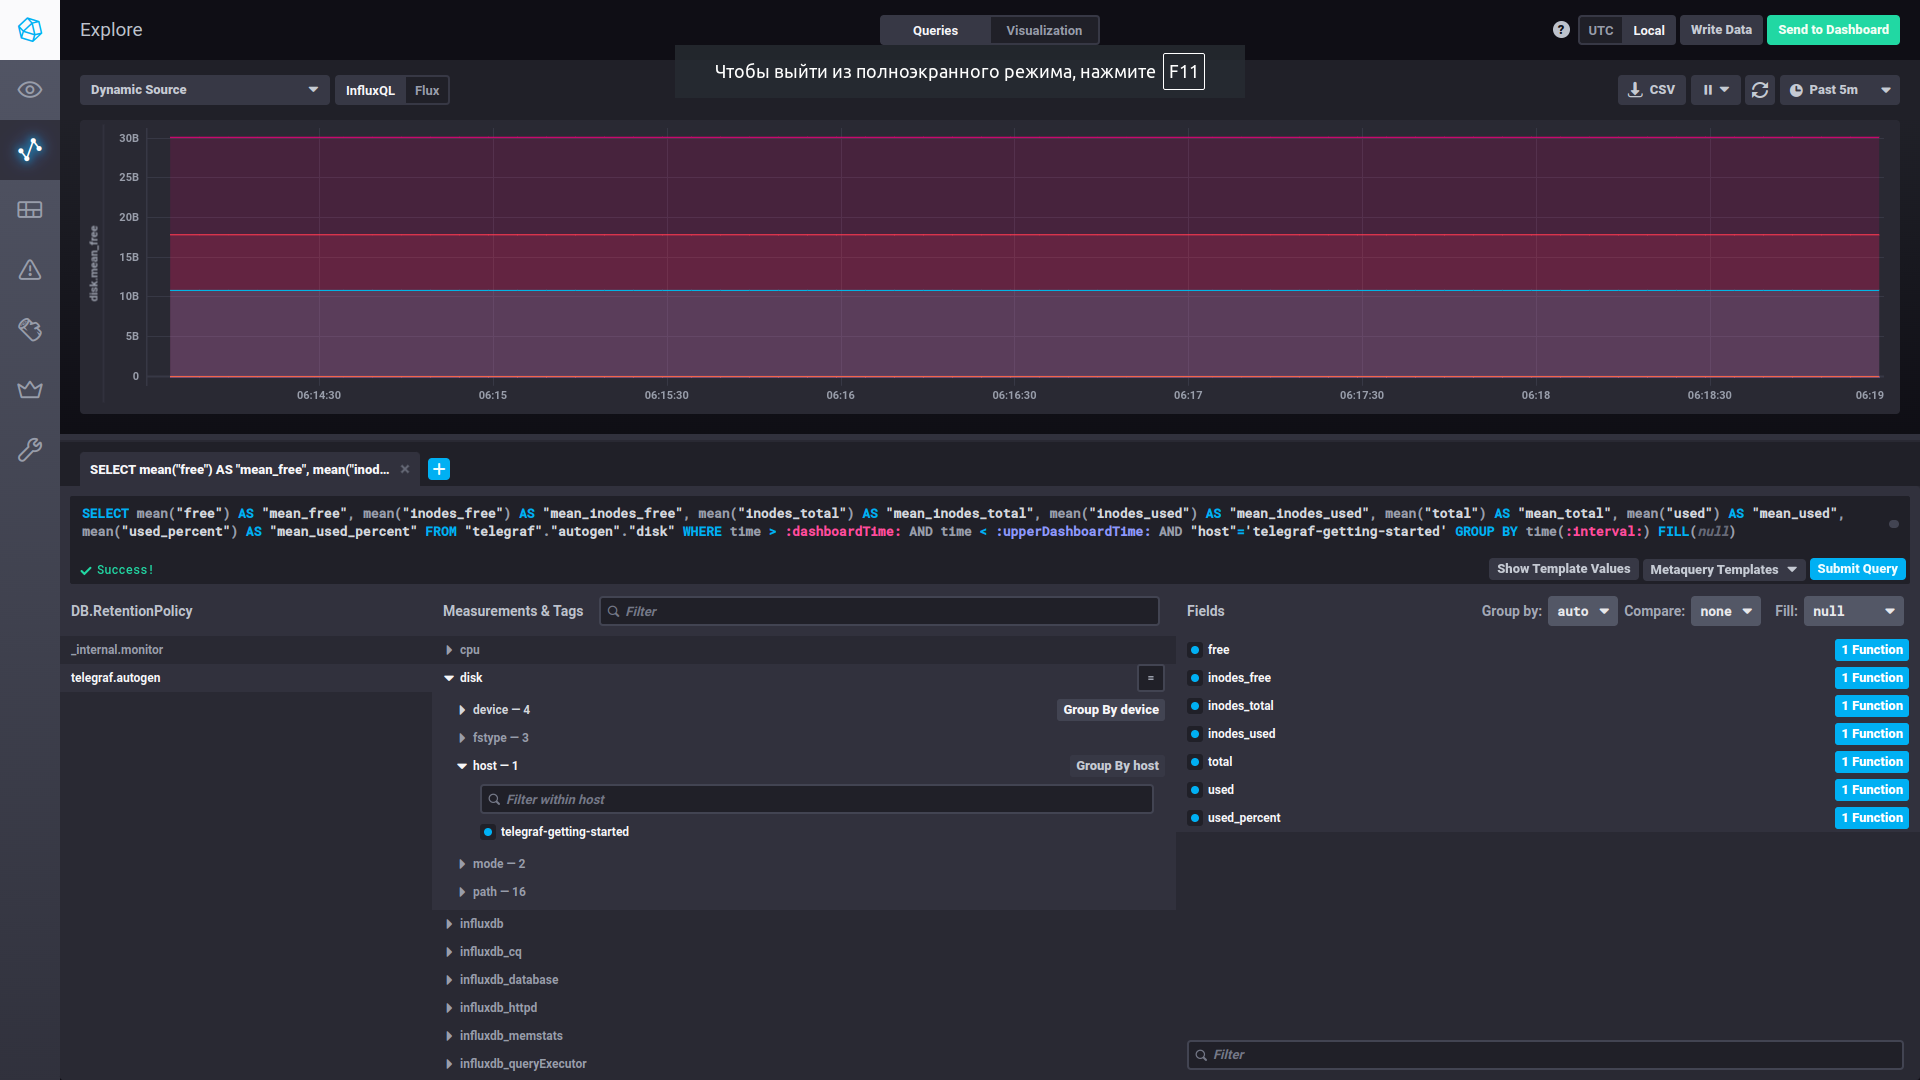 Explore
Queries
Visualization
?
UTC
Local
Write Data
Send to Dashboard
Чтобы выйти из полноэкранного режима, нажмите F11
Dynamic Source
InfluxQL
Flux
CSV
Past 5m
disk.mean_free
30B
25B
20B
15B
10B
5B
0
06:14:30
06:15
06:15:30
06:16
06:16:30
06:17
06:17:30
06:18
06:18:30
06:19
SELECT mean("free") AS "mean_free", mean("inod...
SELECT mean("free") AS "mean_free", mean("inodes_free") AS "mean_inodes_free", mean("inodes_total") AS "mean_inodes_total", mean("inodes_used") AS "mean_inodes_used", mean("total") AS "mean_total", mean("used") AS "mean_used",
mean("used_percent") AS "mean_used_percent" FROM "telegraf"."autogen"."disk" WHERE time > :dashboardTime: AND time < :upperDashboardTime: AND "host"='telegraf-getting-started' GROUP BY time(:interval:) FILL(null)
Success!
Show Template Values
Metaquery Templates
Submit Query
DB.RetentionPolicy
_internal.monitor
telegraf.autogen
Measurements & Tags
Filter
cpu
disk
=
device — 4
Group By device
fstype — 3
host — 1
Group By host
Filter within host
telegraf-getting-started
mode — 2
path — 16
influxdb
influxdb_cq
influxdb_database
influxdb_httpd
influxdb_memstats
influxdb_queryExecutor
Fields
Group by:
auto
Compare:
none
Fill:
null
free
1 Function
inodes_free
1 Function
inodes_total
1 Function
inodes_used
1 Function
total
1 Function
used
1 Function
used_percent
1 Function
Filter